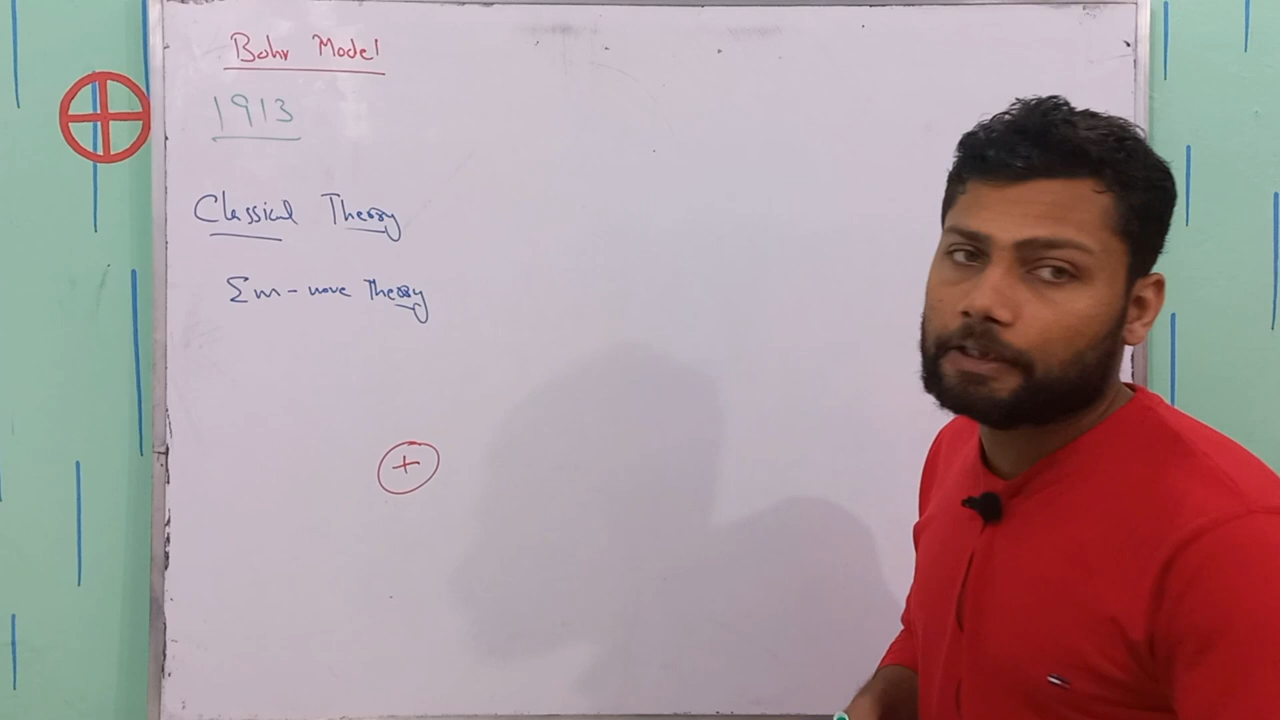 Bohr Model
1913
Classical Theory
Em-wave Theory
+